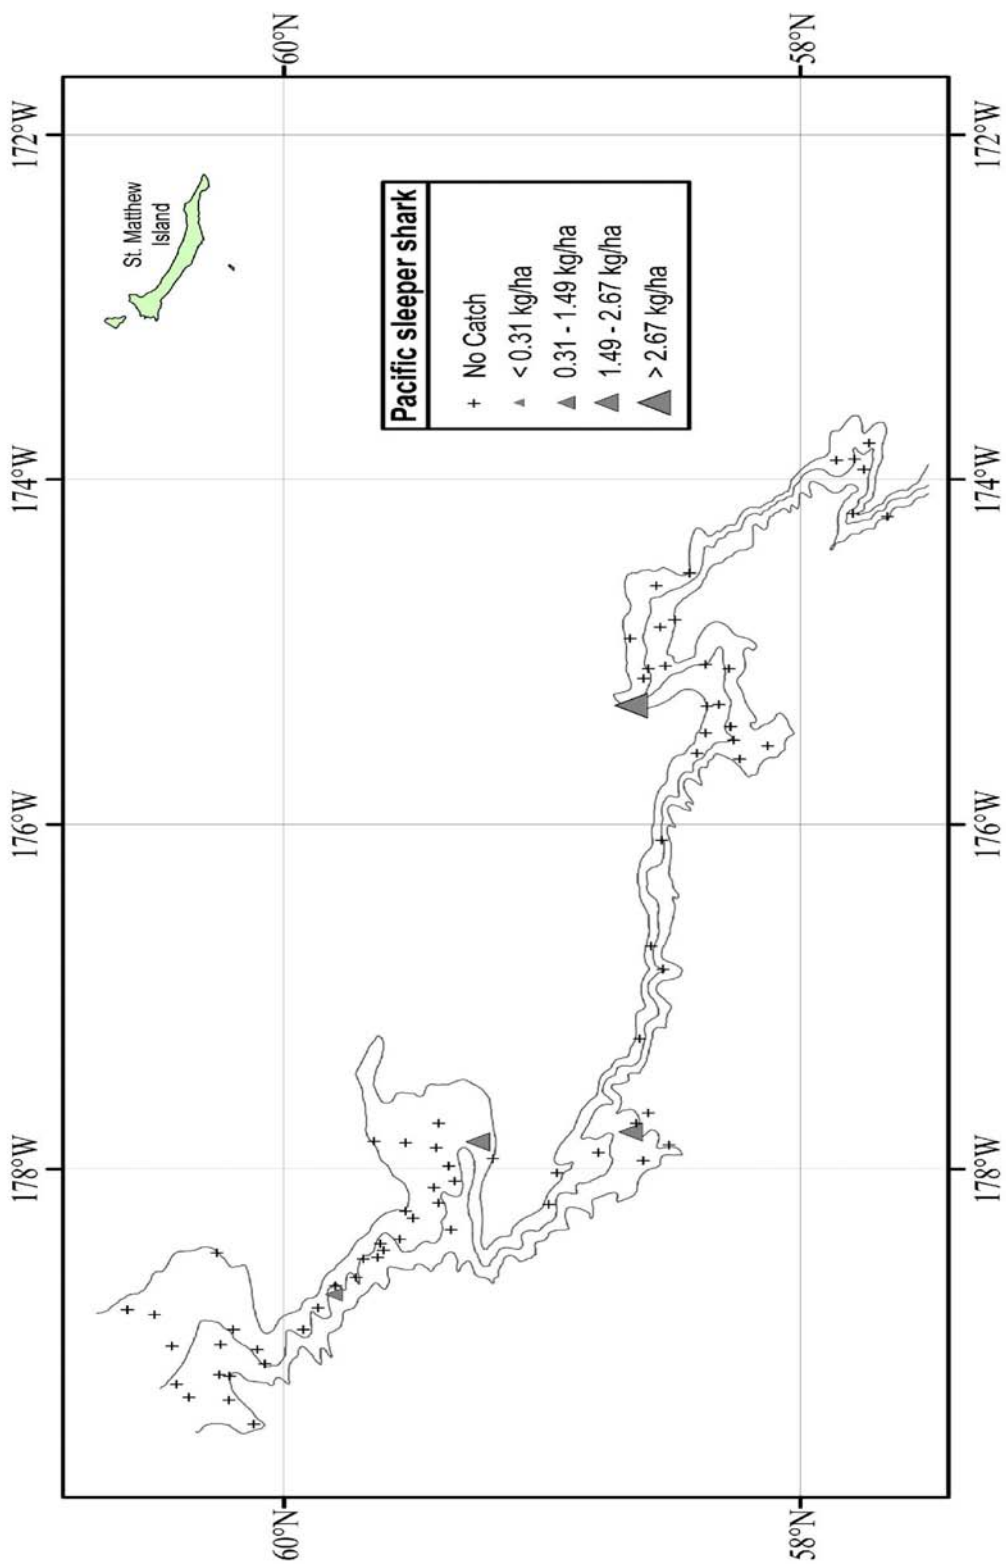 172°W
174°W
176°W
178°W
60°N
60°N
St. Matthew
Island
Pacific sleeper shark
No Catch
< 0.31 kg/ha
0.31 - 1.49 kg/ha
1.49 - 2.67 kg/ha
> 2.67 kg/ha
58°N
58°N
172°W
174°W
176°W
178°W